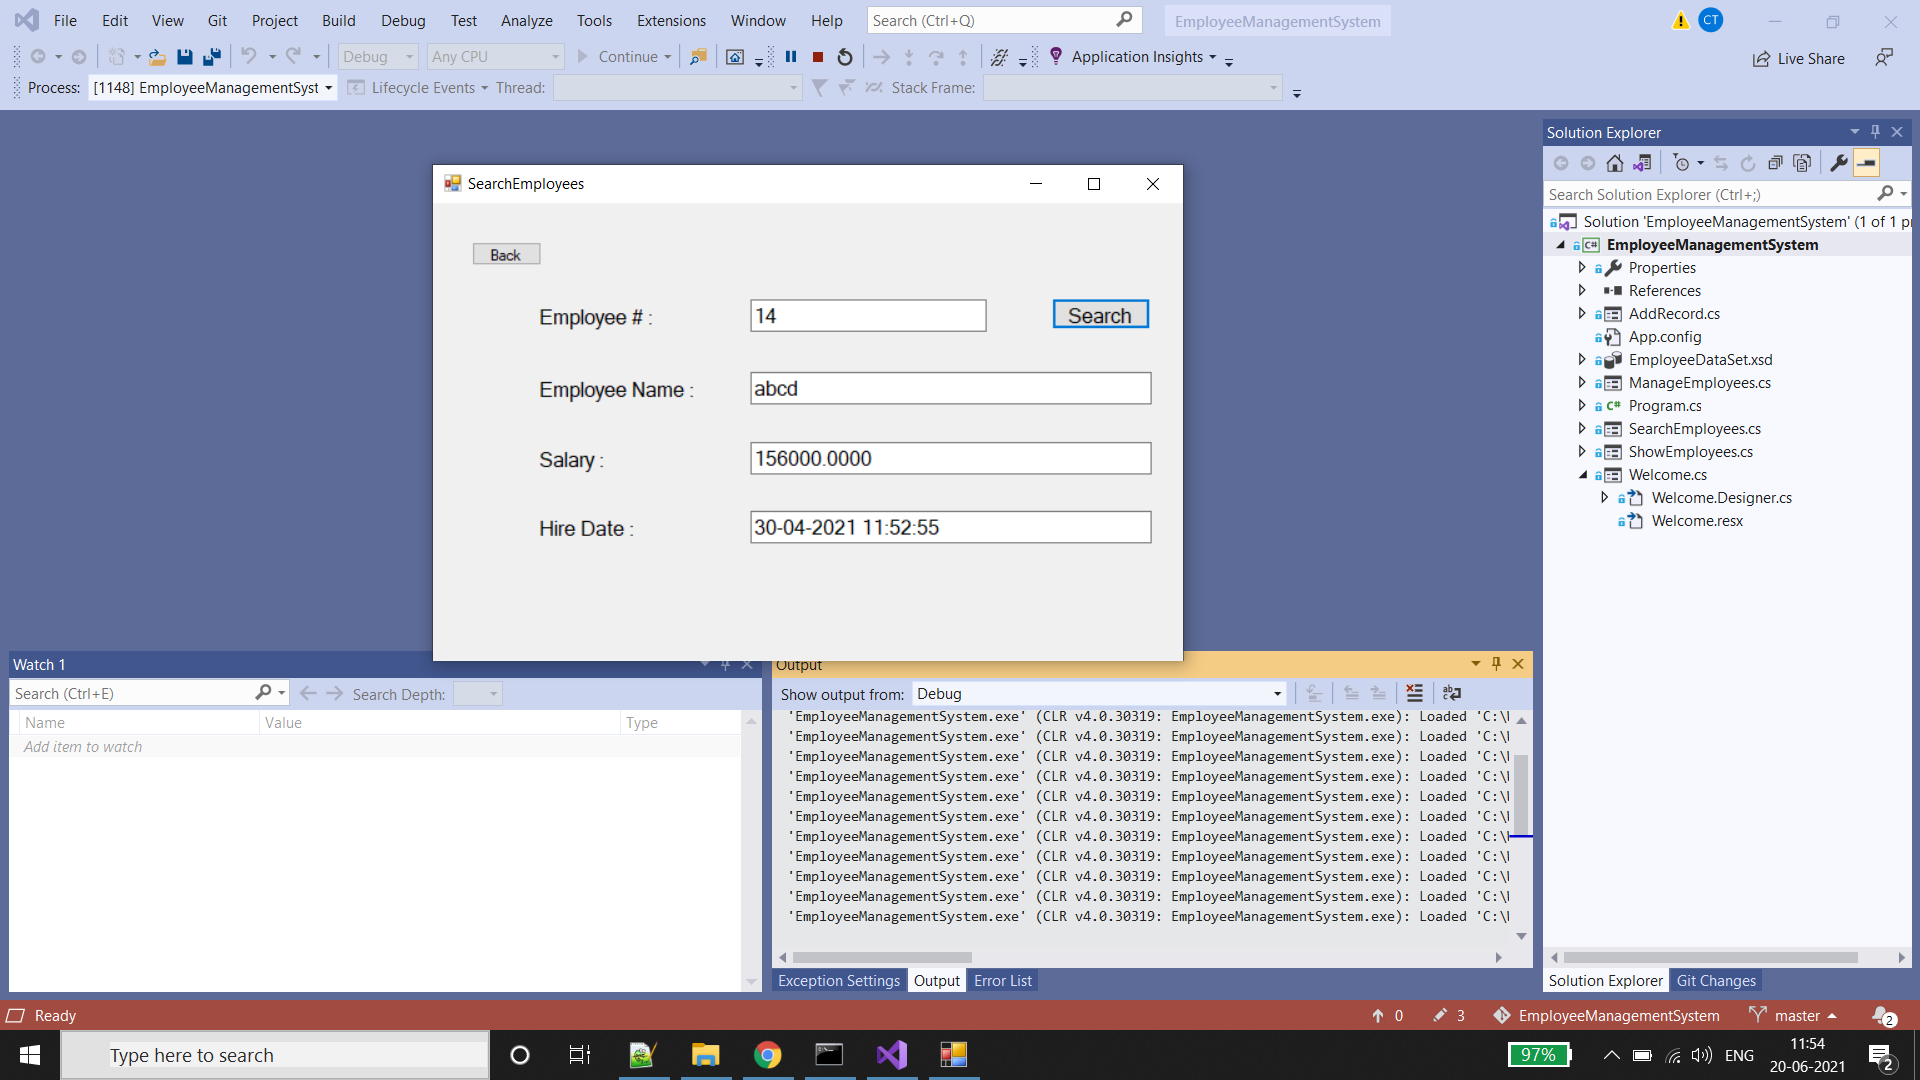 File Edit View Git Project Build Debug Test Analyze Tools Extensions Window Help Search (Ctrl+Q) EmployeeManagementSystem CT
Debug Any CPU Continue Application Insights Live Share
Process: [1148] EmployeeManagementSyst Lifecycle Events Thread: Stack Frame:
SearchEmployees
Back
Employee # : 14 Search
Employee Name : abcd
Salary : 156000.0000
Hire Date : 30-04-2021 11:52:55
Solution Explorer
Search Solution Explorer (Ctrl+;)
Solution 'EmployeeManagementSystem' (1 of 1 p
C# EmployeeManagementSystem
Properties
References
AddRecord.cs
App.config
EmployeeDataSet.xsd
ManageEmployees.cs
C# Program.cs
SearchEmployees.cs
ShowEmployees.cs
Welcome.cs
Welcome.Designer.cs
Welcome.resx
Solution Explorer Git Changes
Watch 1
Search (Ctrl+E) Search Depth:
Name Value Type
Add item to watch
Output
Show output from: Debug
'EmployeeManagementSystem.exe' (CLR v4.0.30319: EmployeeManagementSystem.exe): Loaded 'C:\
'EmployeeManagementSystem.exe' (CLR v4.0.30319: EmployeeManagementSystem.exe): Loaded 'C:\
'EmployeeManagementSystem.exe' (CLR v4.0.30319: EmployeeManagementSystem.exe): Loaded 'C:\
'EmployeeManagementSystem.exe' (CLR v4.0.30319: EmployeeManagementSystem.exe): Loaded 'C:\
'EmployeeManagementSystem.exe' (CLR v4.0.30319: EmployeeManagementSystem.exe): Loaded 'C:\
'EmployeeManagementSystem.exe' (CLR v4.0.30319: EmployeeManagementSystem.exe): Loaded 'C:\
'EmployeeManagementSystem.exe' (CLR v4.0.30319: EmployeeManagementSystem.exe): Loaded 'C:\
'EmployeeManagementSystem.exe' (CLR v4.0.30319: EmployeeManagementSystem.exe): Loaded 'C:\
'EmployeeManagementSystem.exe' (CLR v4.0.30319: EmployeeManagementSystem.exe): Loaded 'C:\
'EmployeeManagementSystem.exe' (CLR v4.0.30319: EmployeeManagementSystem.exe): Loaded 'C:\
'EmployeeManagementSystem.exe' (CLR v4.0.30319: EmployeeManagementSystem.exe): Loaded 'C:\
Exception Settings Output Error List
Ready 0 3 EmployeeManagementSystem master 2
Type here to search 97% ENG 11:54
20-06-2021 2